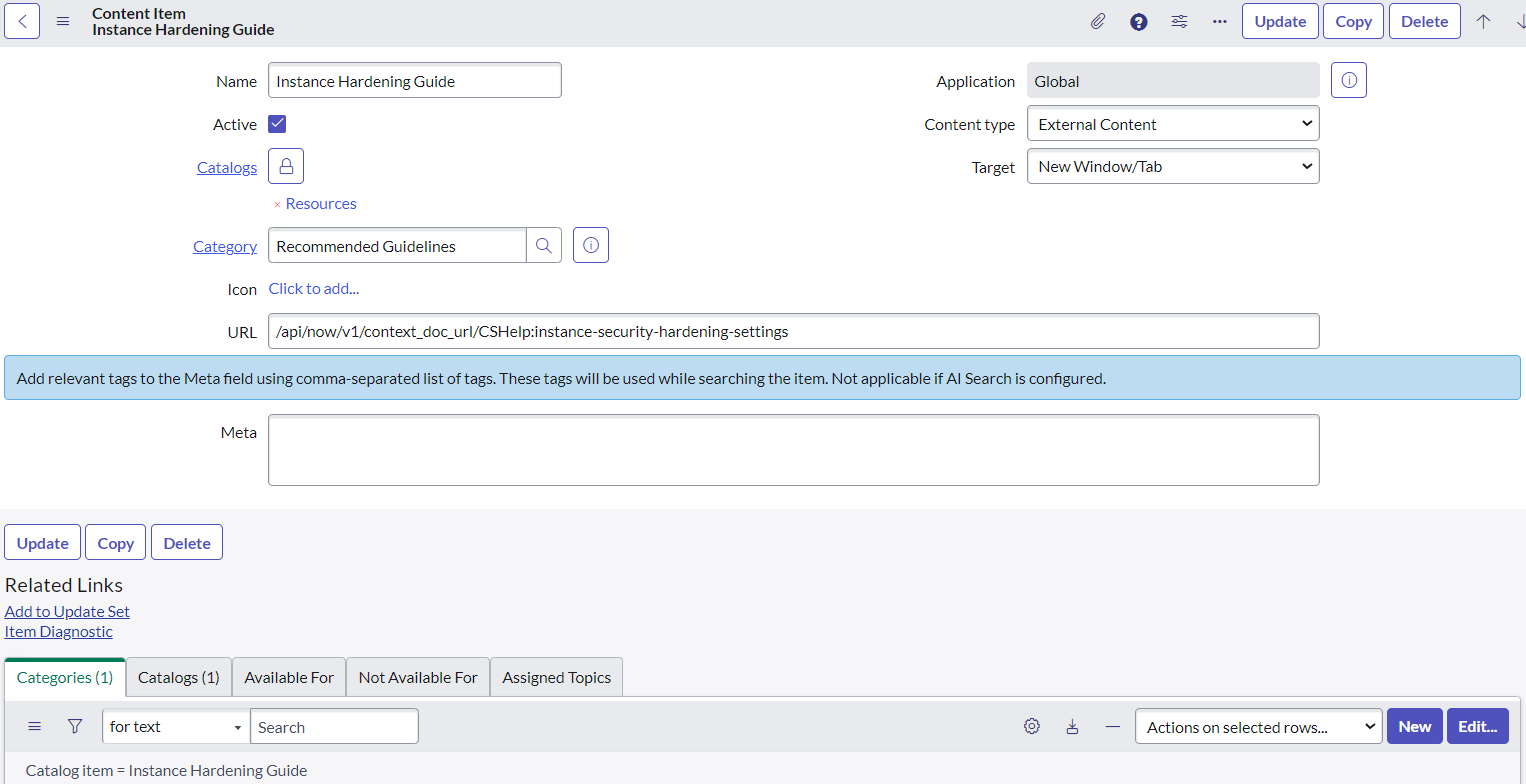 Content Item
Instance Hardening Guide
Update Copy Delete
Name Instance Hardening Guide Application Global
Active Content type External Content
Catalogs Target New Window/Tab
× Resources
Category Recommended Guidelines
Icon Click to add...
URL /api/now/v1/context_doc_url/CSHelp:instance-security-hardening-settings
Add relevant tags to the Meta field using comma-separated list of tags. These tags will be used while searching the item. Not applicable if AI Search is configured.
Meta
Update Copy Delete
Related Links
Add to Update Set
Item Diagnostic
Categories (1) Catalogs (1) Available For Not Available For Assigned Topics
for text Search Actions on selected rows... New Edit...
Catalog item = Instance Hardening Guide